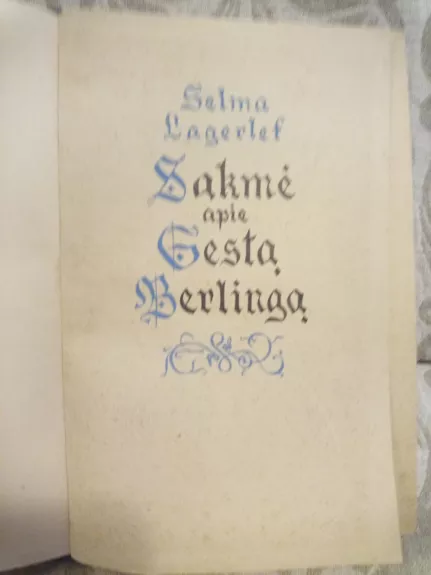 Selma
Lagerlef
Sakmė
apie
Gestą
Berlingą